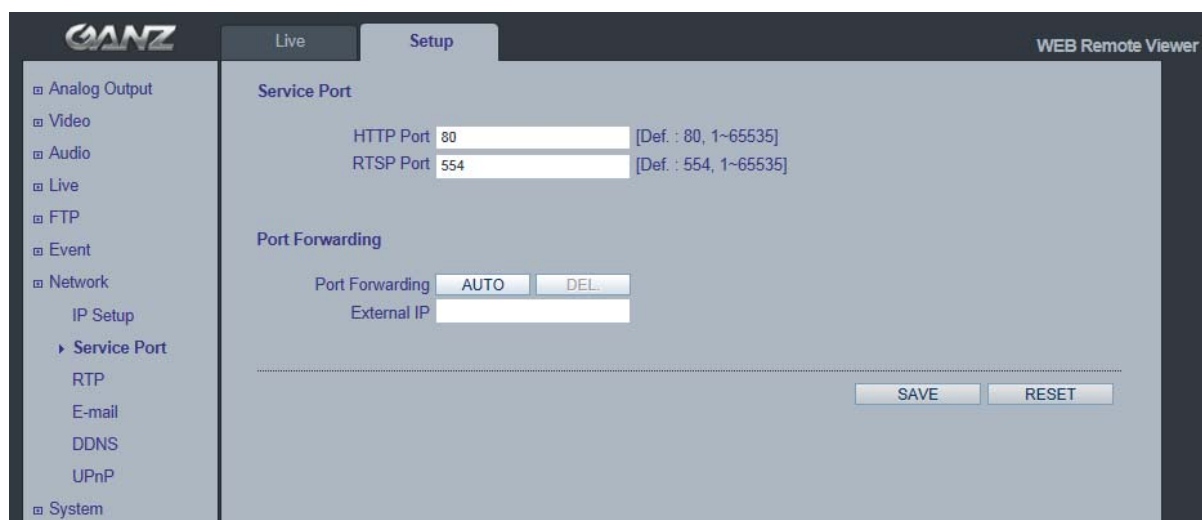 GANZ
Live
Setup
WEB Remote Viewer
Analog Output
Video
Audio
Live
FTP
Event
Network
IP Setup
Service Port
RTP
E-mail
DDNS
UPnP
System
Service Port
HTTP Port 80 [Def. : 80, 1~65535]
RTSP Port 554 [Def. : 554, 1~65535]
Port Forwarding
Port Forwarding AUTO DEL.
External IP
SAVE RESET